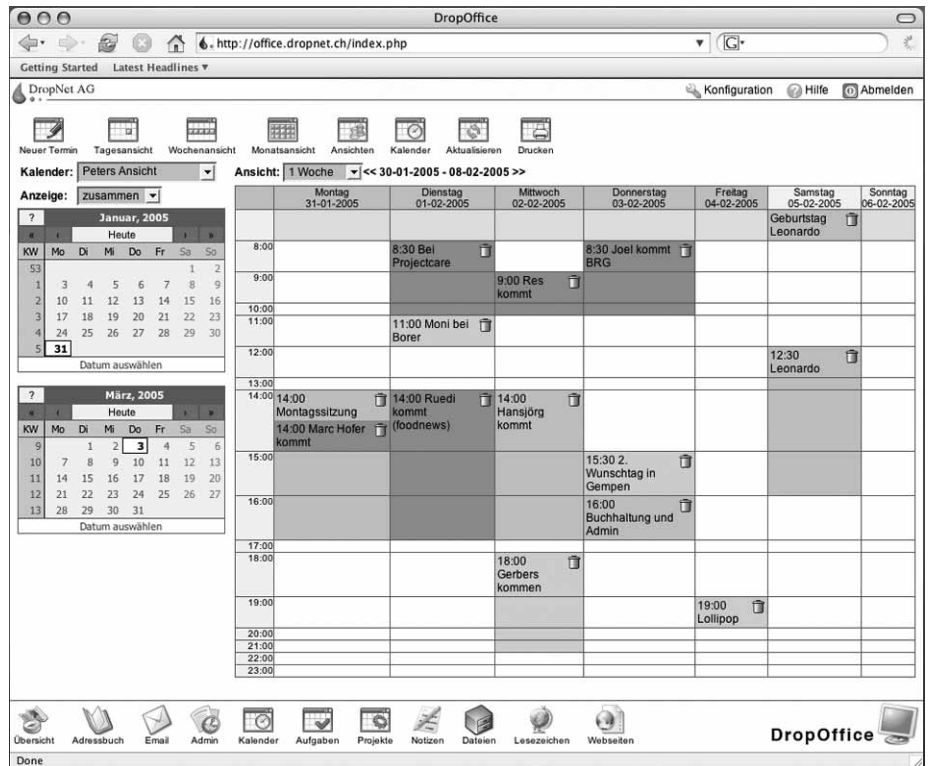 DropOffice
http://office.dropnet.ch/index.php
G
Getting Started Latest Headlines
DropNet AG
Konfiguration Hilfe Abmelden
Neuer Termin Tagesansicht Wochenansicht Monatsansicht Ansichten Kalender Aktualisieren Drucken
Kalender: Peters Ansicht
Anzeige: zusammen
? Januar, 2005
« ‹ Heute › »
KW Mo Di Mi Do Fr Sa So
53 1 2
1 3 4 5 6 7 8 9
2 10 11 12 13 14 15 16
3 17 18 19 20 21 22 23
4 24 25 26 27 28 29 30
5 31
Datum auswählen
? März, 2005
« ‹ Heute › »
KW Mo Di Mi Do Fr Sa So
9 1 2 3 4 5 6
10 7 8 9 10 11 12 13
11 14 15 16 17 18 19 20
12 21 22 23 24 25 26 27
13 28 29 30 31
Datum auswählen
Ansicht: 1 Woche << 30-01-2005 - 08-02-2005 >>
Montag Dienstag Mittwoch Donnerstag Freitag Samstag Sonntag
31-01-2005 01-02-2005 02-02-2005 03-02-2005 04-02-2005 05-02-2005 06-02-2005
Geburtstag
Leonardo
8:00
8:30 Bei
Projectcare
8:30 Joel kommt
BRG
9:00
9:00 Res
kommt
10:00
11:00
11:00 Moni bei
Borer
12:00
12:30
Leonardo
13:00
14:00
14:00
Montagssitzung
14:00 Marc Hofer
kommt
14:00 Ruedi
kommt
(foodnews)
14:00
Hansjörg
kommt
15:00
15:30 2.
Wunschtag in
Gempen
16:00
16:00
Buchhaltung und
Admin
17:00
18:00
18:00
Gerbers
kommen
19:00
19:00
Lollipop
20:00
21:00
22:00
23:00
Übersicht Adressbuch Email Admin Kalender Aufgaben Projekte Notizen Dateien Lesezeichen Webseiten
DropOffice
Done